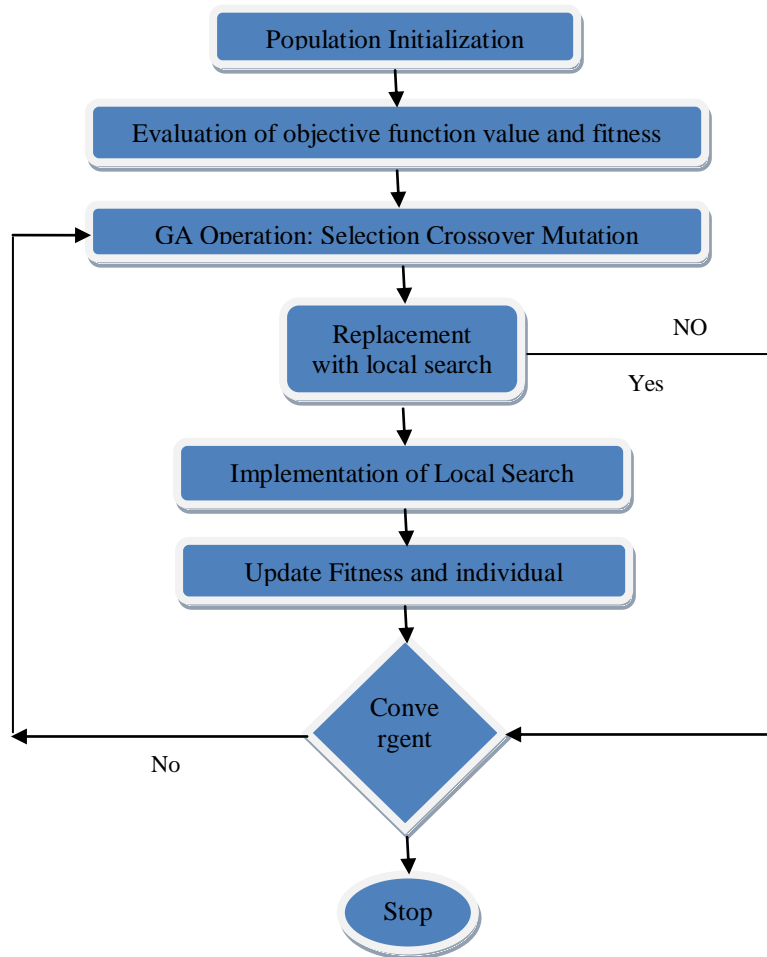 Population Initialization
Evaluation of objective function value and fitness
GA Operation: Selection Crossover Mutation
Replacement
with local search
NO
Yes
Implementation of Local Search
Update Fitness and individual
Conve
rgent
No
Stop